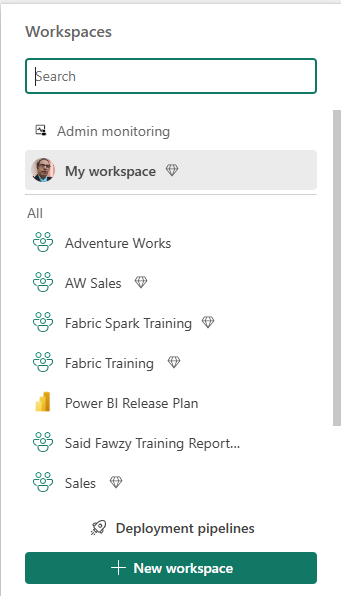 Workspaces
Search
Admin monitoring
My workspace
All
Adventure Works
AW Sales
Fabric Spark Training
Fabric Training
Power BI Release Plan
Said Fawzy Training Report...
Sales
Deployment pipelines
New workspace